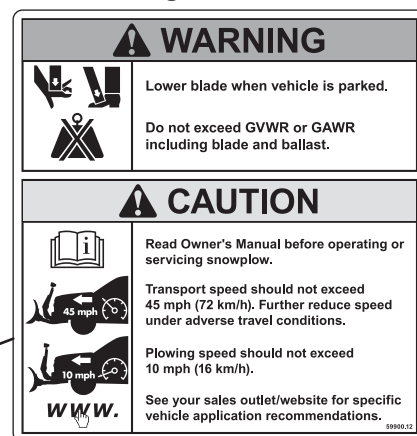 WARNING
Lower blade when vehicle is parked.
Do not exceed GVWR or GAWR
including blade and ballast.
CAUTION
i
Read Owner's Manual before operating or
servicing snowplow.
45 mph
Transport speed should not exceed
45 mph (72 km/h). Further reduce speed
under adverse travel conditions.
10 mph
Plowing speed should not exceed
10 mph (16 km/h).
www.
See your sales outlet/website for specific
vehicle application recommendations.
59900.12